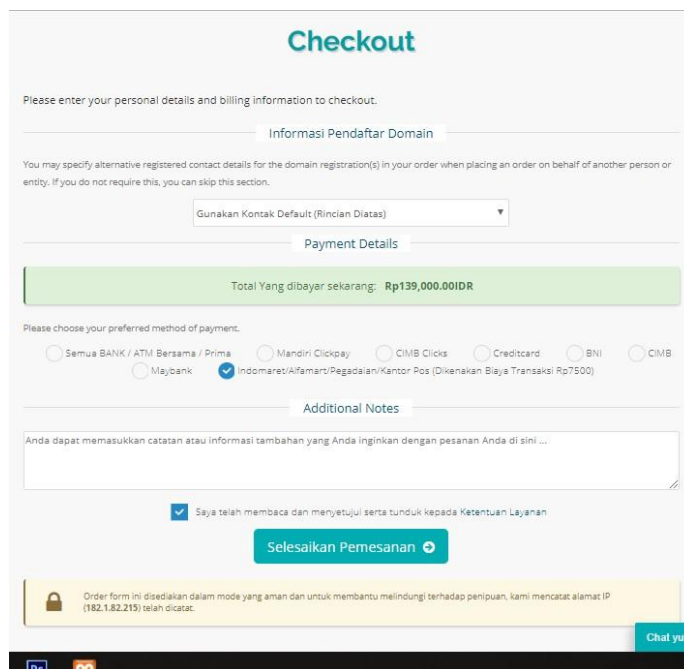 Checkout
Please enter your personal details and billing information to checkout.
Informasi Pendaftar Domain
You may specify alternative registered contact details for the domain registration(s) in your order when placing an order on behalf of another person or
entity. If you do not require this, you can skip this section.
Gunakan Kontak Default (Rincian Diatas)
Payment Details
Total Yang dibayar sekarang: Rp139,000.00IDR
Please choose your preferred method of payment.
Semua BANK / ATM Bersama / Prima Mandiri Clickpay CIMB Clicks Creditcard BNI CIMB
Maybank Indomaret/Alfamart/Pegadaian/Kantor Pos (Dikenakan Biaya Transaksi Rp7500)
Additional Notes
Anda dapat memasukkan catatan atau informasi tambahan yang Anda inginkan dengan pesanan Anda di sini ...
Saya telah membaca dan menyetujui serta tunduk kepada Ketentuan Layanan
Selesaikan Pemesanan
Order form ini disediakan dalam mode yang aman dan untuk membantu melindungi terhadap penipuan, kami mencatat alamat IP
(182.1.82.215) telah dicatat.
Chat yu
Ps